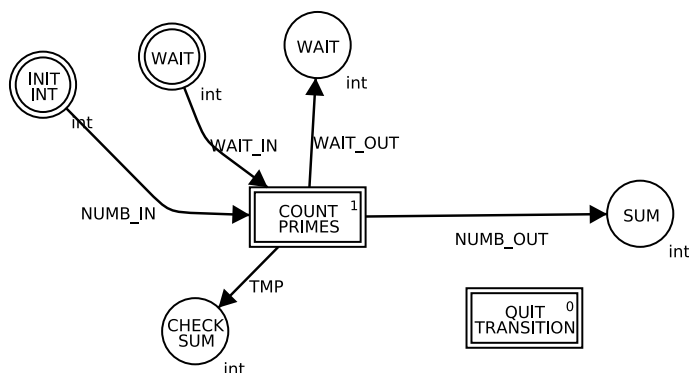 INIT
INT
int
WAIT
int
WAIT
int
WAIT_IN
WAIT_OUT
NUMB_IN
COUNT 1
PRIMES
NUMB_OUT
SUM
int
TMP
CHECK
SUM
int
QUIT 0
TRANSITION